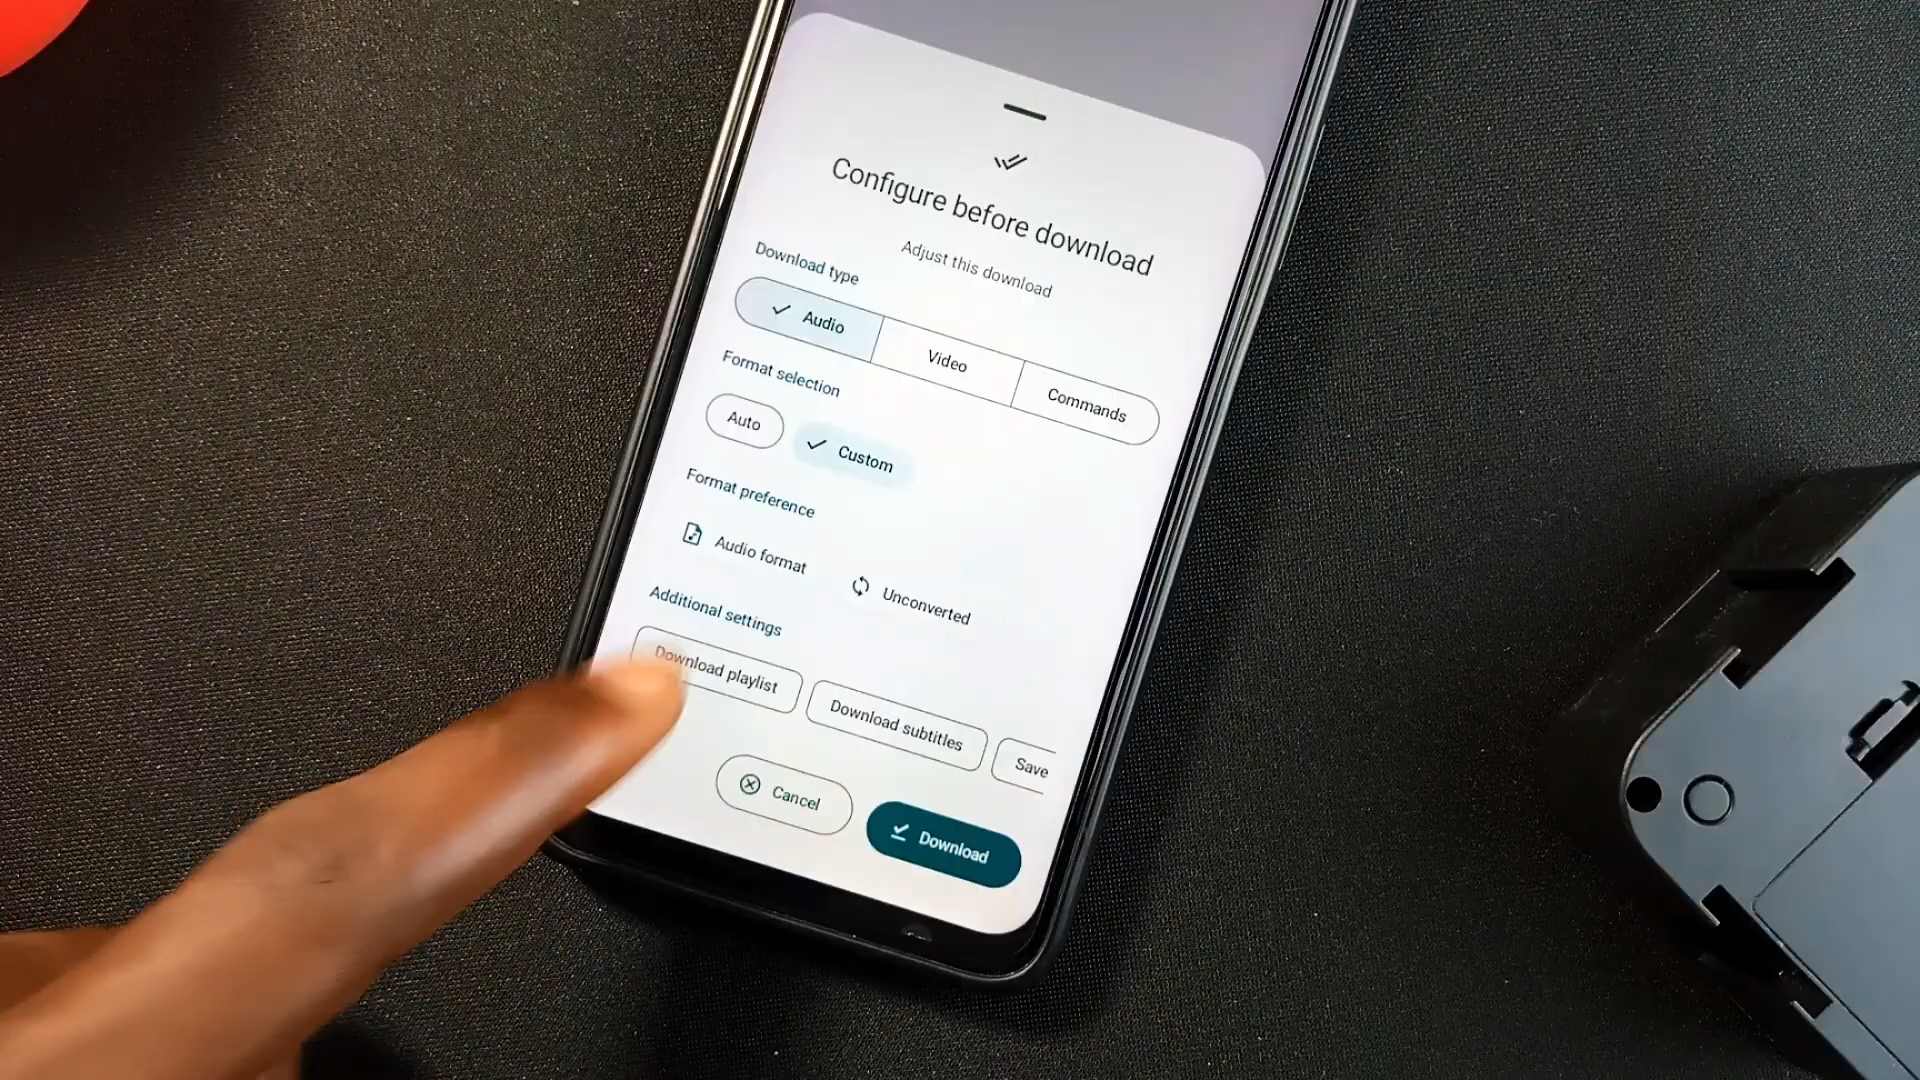 Configure before download
Adjust this download
Download type
Audio
Video
Commands
Format selection
Auto
Custom
Format preference
Audio format
Unconverted
Additional settings
Download playlist
Download subtitles
Save
Cancel
Download